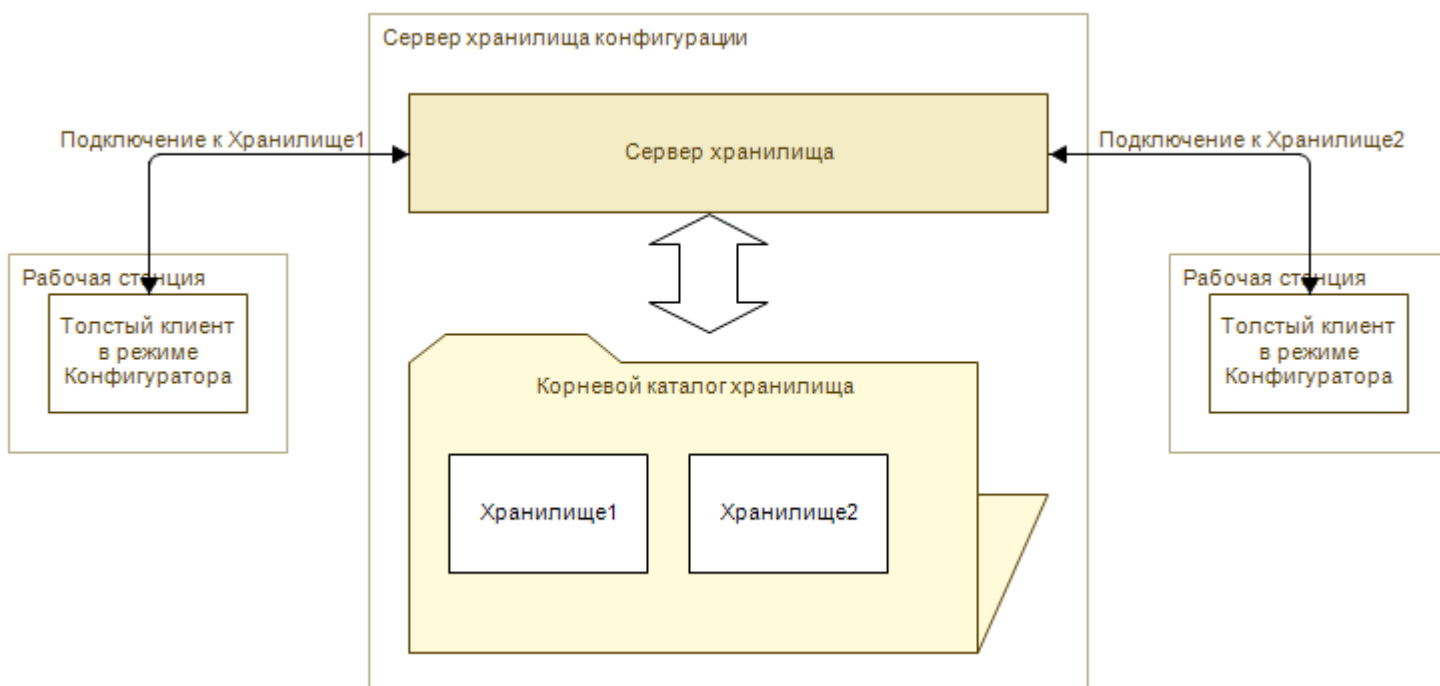 Сервер хранилища конфигурации
Подключение к Хранилище1
Сервер хранилища
Подключение к Хранилище2
Рабочая станция
Толстый клиент
в режиме
Конфигуратора
Рабочая станция
Толстый клиент
в режиме
Конфигуратора
Корневой каталог хранилища
Хранилище1
Хранилище2